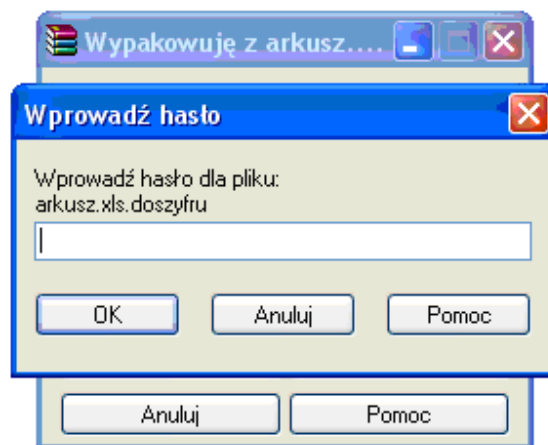 Wypakowuję z arkusz....
Wprowadź hasło
Wprowadź hasło dla pliku:
arkusz.xls.doszyfru
OK Anuluj Pomoc
Anuluj Pomoc